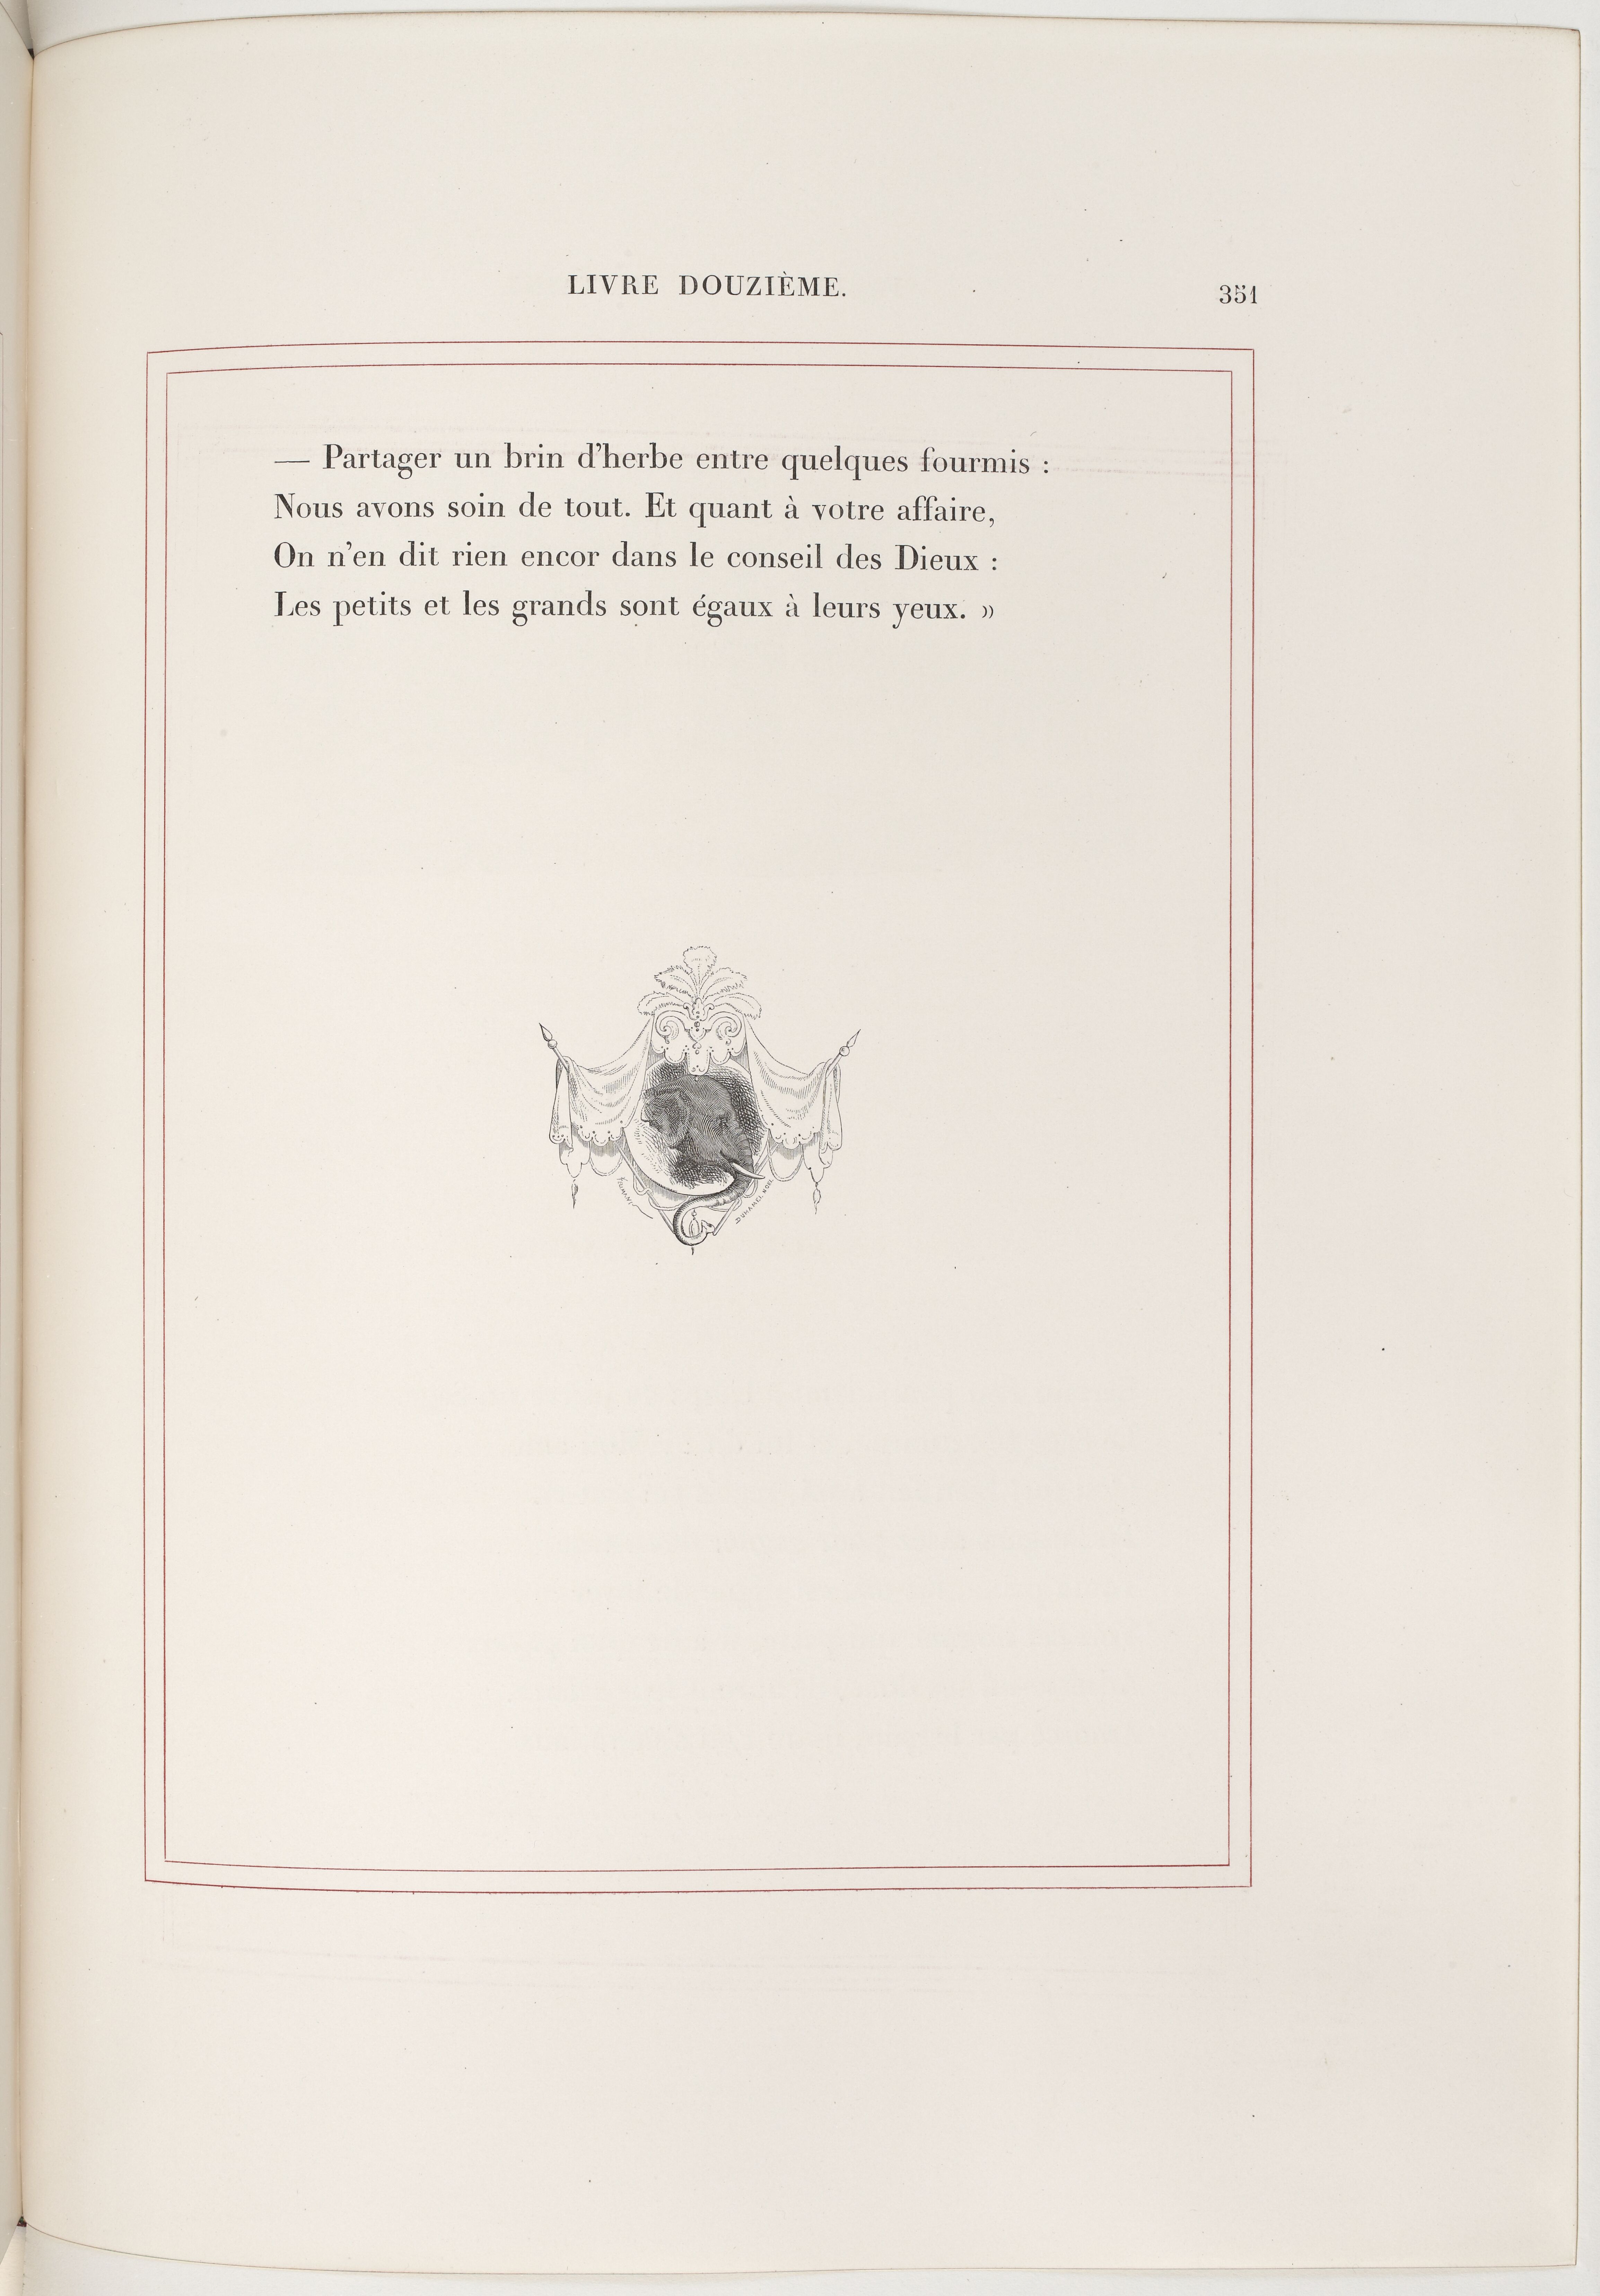 LIVRE DOUZIÈME.
351
— Partager un brin d'herbe entre quelques fourmis :
Nous avons soin de tout. Et quant à votre affaire,
On n'en dit rien encor dans le conseil des Dieux :
Les petits et les grands sont égaux à leurs yeux. »